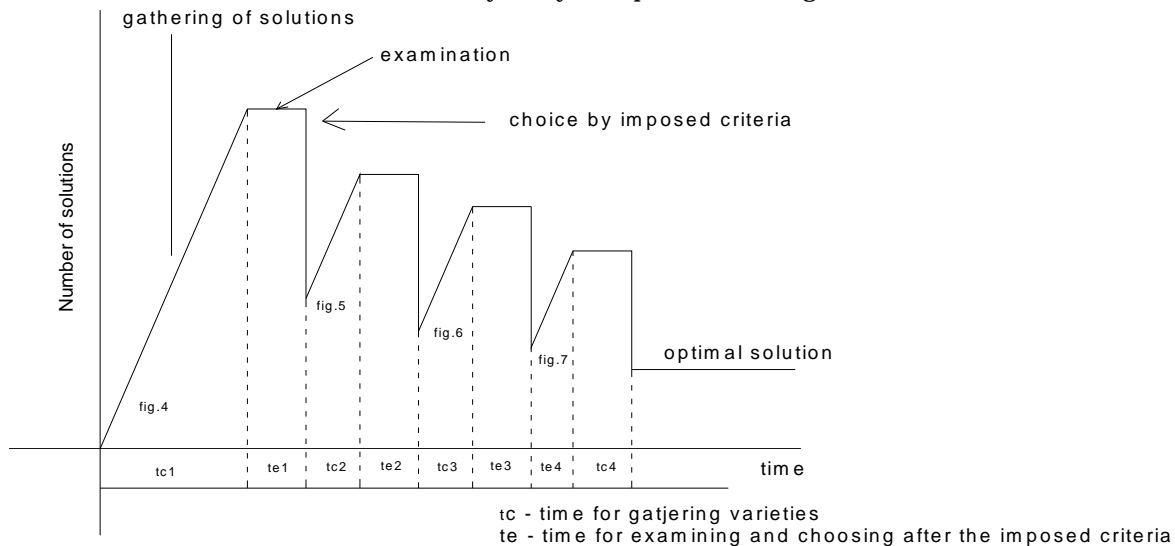 gathering of solutions
examination
choice by imposed criteria
Number of solutions
fig.5
fig.6
fig.7
optimal solution
fig.4
tc1
te1
tc2
te2
tc3
te3
te4
tc4
time
tc - time for gatjering varieties
te - time for examining and choosing after the imposed criteria